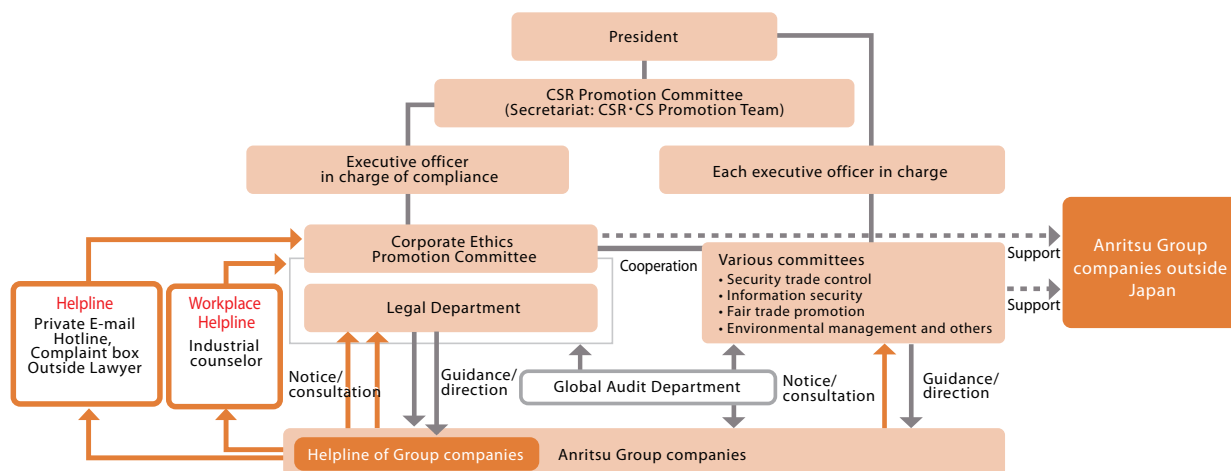 President
CSR Promotion Committee
(Secretariat: CSR・CS Promotion Team)
Executive officer
in charge of compliance
Each executive officer in charge
Corporate Ethics
Promotion Committee
Cooperation
Various committees
• Security trade control
• Information security
• Fair trade promotion
• Environmental management and others
Support
Support
Anritsu Group
companies outside
Japan
Helpline
Private E-mail
Hotline,
Complaint box
Outside Lawyer
Workplace
Helpline
Industrial
counselor
Legal Department
Notice/
consultation
Guidance/
direction
Global Audit Department
Notice/
consultation
Guidance/
direction
Helpline of Group companies
Anritsu Group companies